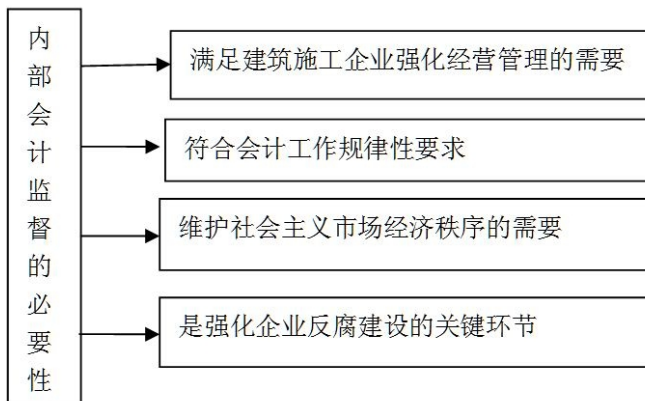 内部会计监督的必要性
满足建筑施工企业强化经营管理的需要
符合会计工作规律性要求
维护社会主义市场经济秩序的需要
是强化企业反腐建设的关键环节